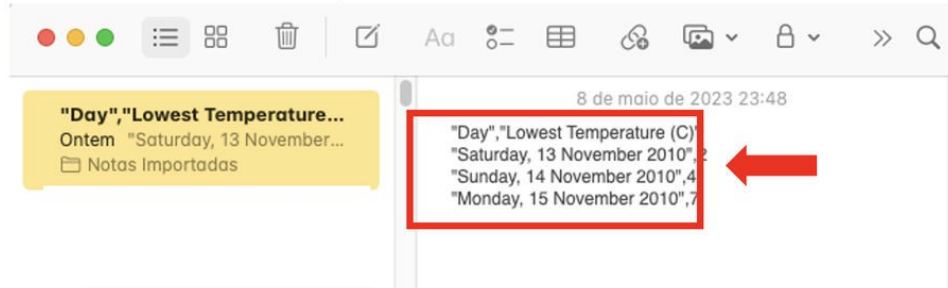 Aa
8 de maio de 2023 23:48
"Day","Lowest Temperature...
Ontem "Saturday, 13 November...
Notas Importadas
"Day","Lowest Temperature (C)"
"Saturday, 13 November 2010",2
"Sunday, 14 November 2010",4
"Monday, 15 November 2010",7